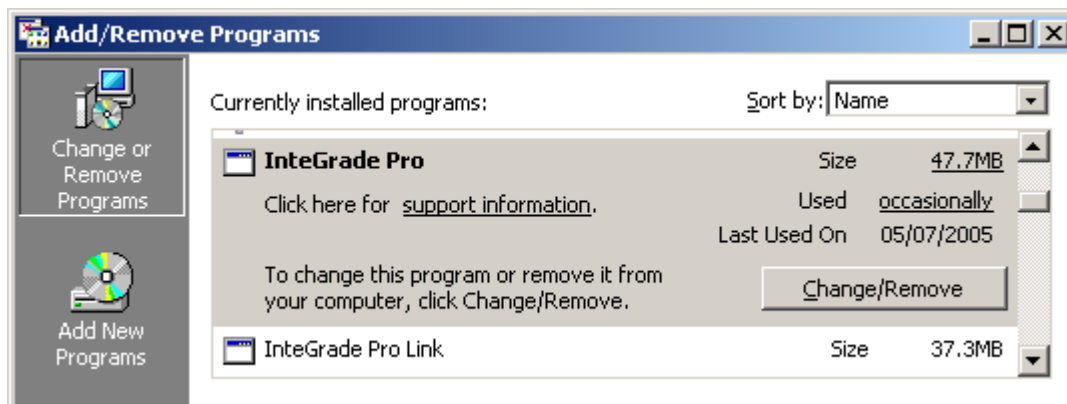 Add/Remove Programs
Change or
Remove
Programs
Add New
Programs
Currently installed programs:
Sort by: Name
InteGrade Pro
Size 47.7MB
Click here for support information.
Used occasionally
Last Used On 05/07/2005
To change this program or remove it from
your computer, click Change/Remove.
Change/Remove
InteGrade Pro Link
Size 37.3MB